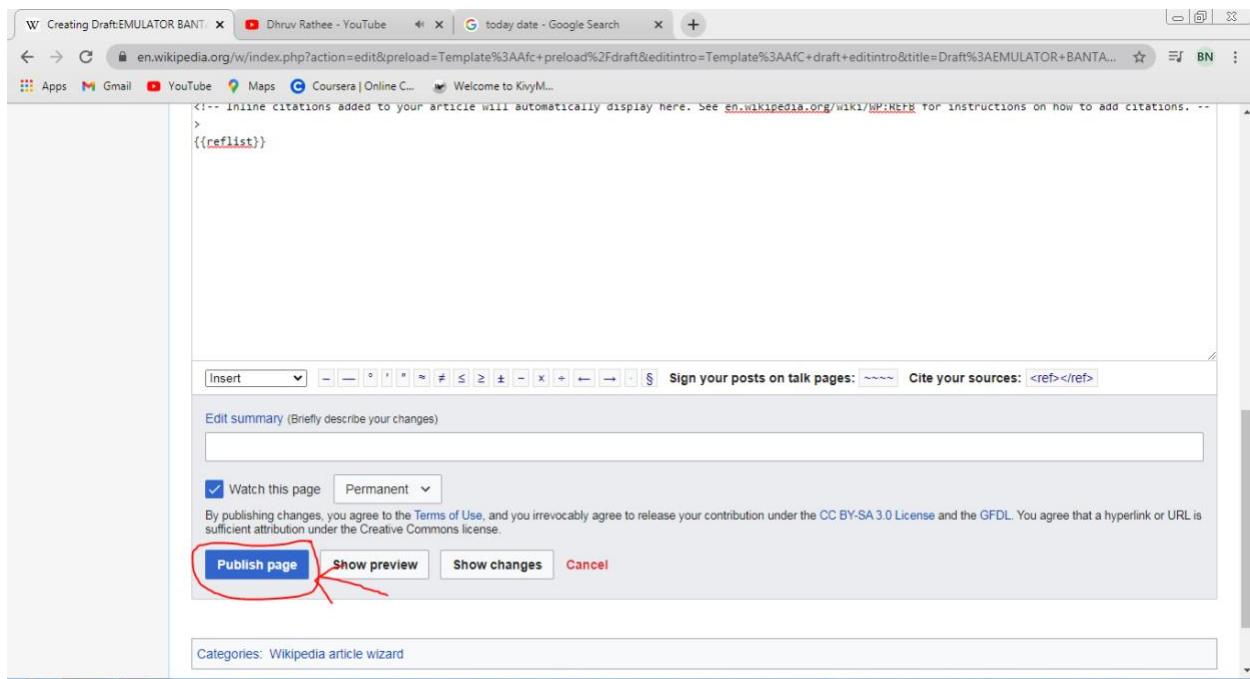 W Creating Draft:EMULATOR BANTA
Dhruv Rathee - YouTube
G today date - Google Search
en.wikipedia.org/w/index.php?action=edit&preload=Template%3AAfc+preload%2Fdraft&editintro=Template%3AAfC+draft+editintro&title=Draft%3AEMULATOR+BANTA...
BN
Apps
Gmail
YouTube
Maps
Coursera | Online C...
Welcome to KivyM...
<!-- Inline citations added to your article will automatically display here. See en.wikipedia.org/wiki/WP:REFB for instructions on how to add citations. --
>
{{reflist}}
Insert – — ° ′ ″ ≈ ≠ ≤ ≥ ± − × ÷ ← → · § Sign your posts on talk pages: ~~~~ Cite your sources: <ref></ref>
Edit summary (Briefly describe your changes)
Watch this page Permanent
By publishing changes, you agree to the Terms of Use, and you irrevocably agree to release your contribution under the CC BY-SA 3.0 License and the GFDL. You agree that a hyperlink or URL is
sufficient attribution under the Creative Commons license.
Publish page Show preview Show changes Cancel
Categories: Wikipedia article wizard